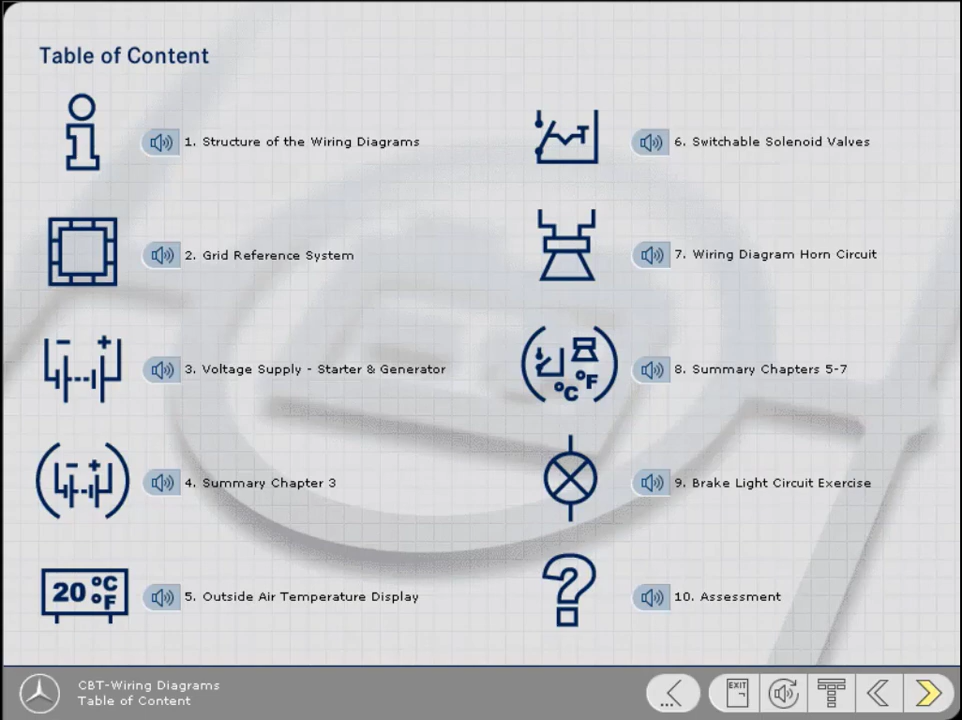 Table of Content
1. Structure of the Wiring Diagrams
2. Grid Reference System
3. Voltage Supply - Starter & Generator
4. Summary Chapter 3
20 °C °F
5. Outside Air Temperature Display
6. Switchable Solenoid Valves
7. Wiring Diagram Horn Circuit
°C °F
8. Summary Chapters 5-7
9. Brake Light Circuit Exercise
?
10. Assessment
CBT-Wiring Diagrams
Table of Content
EXIT